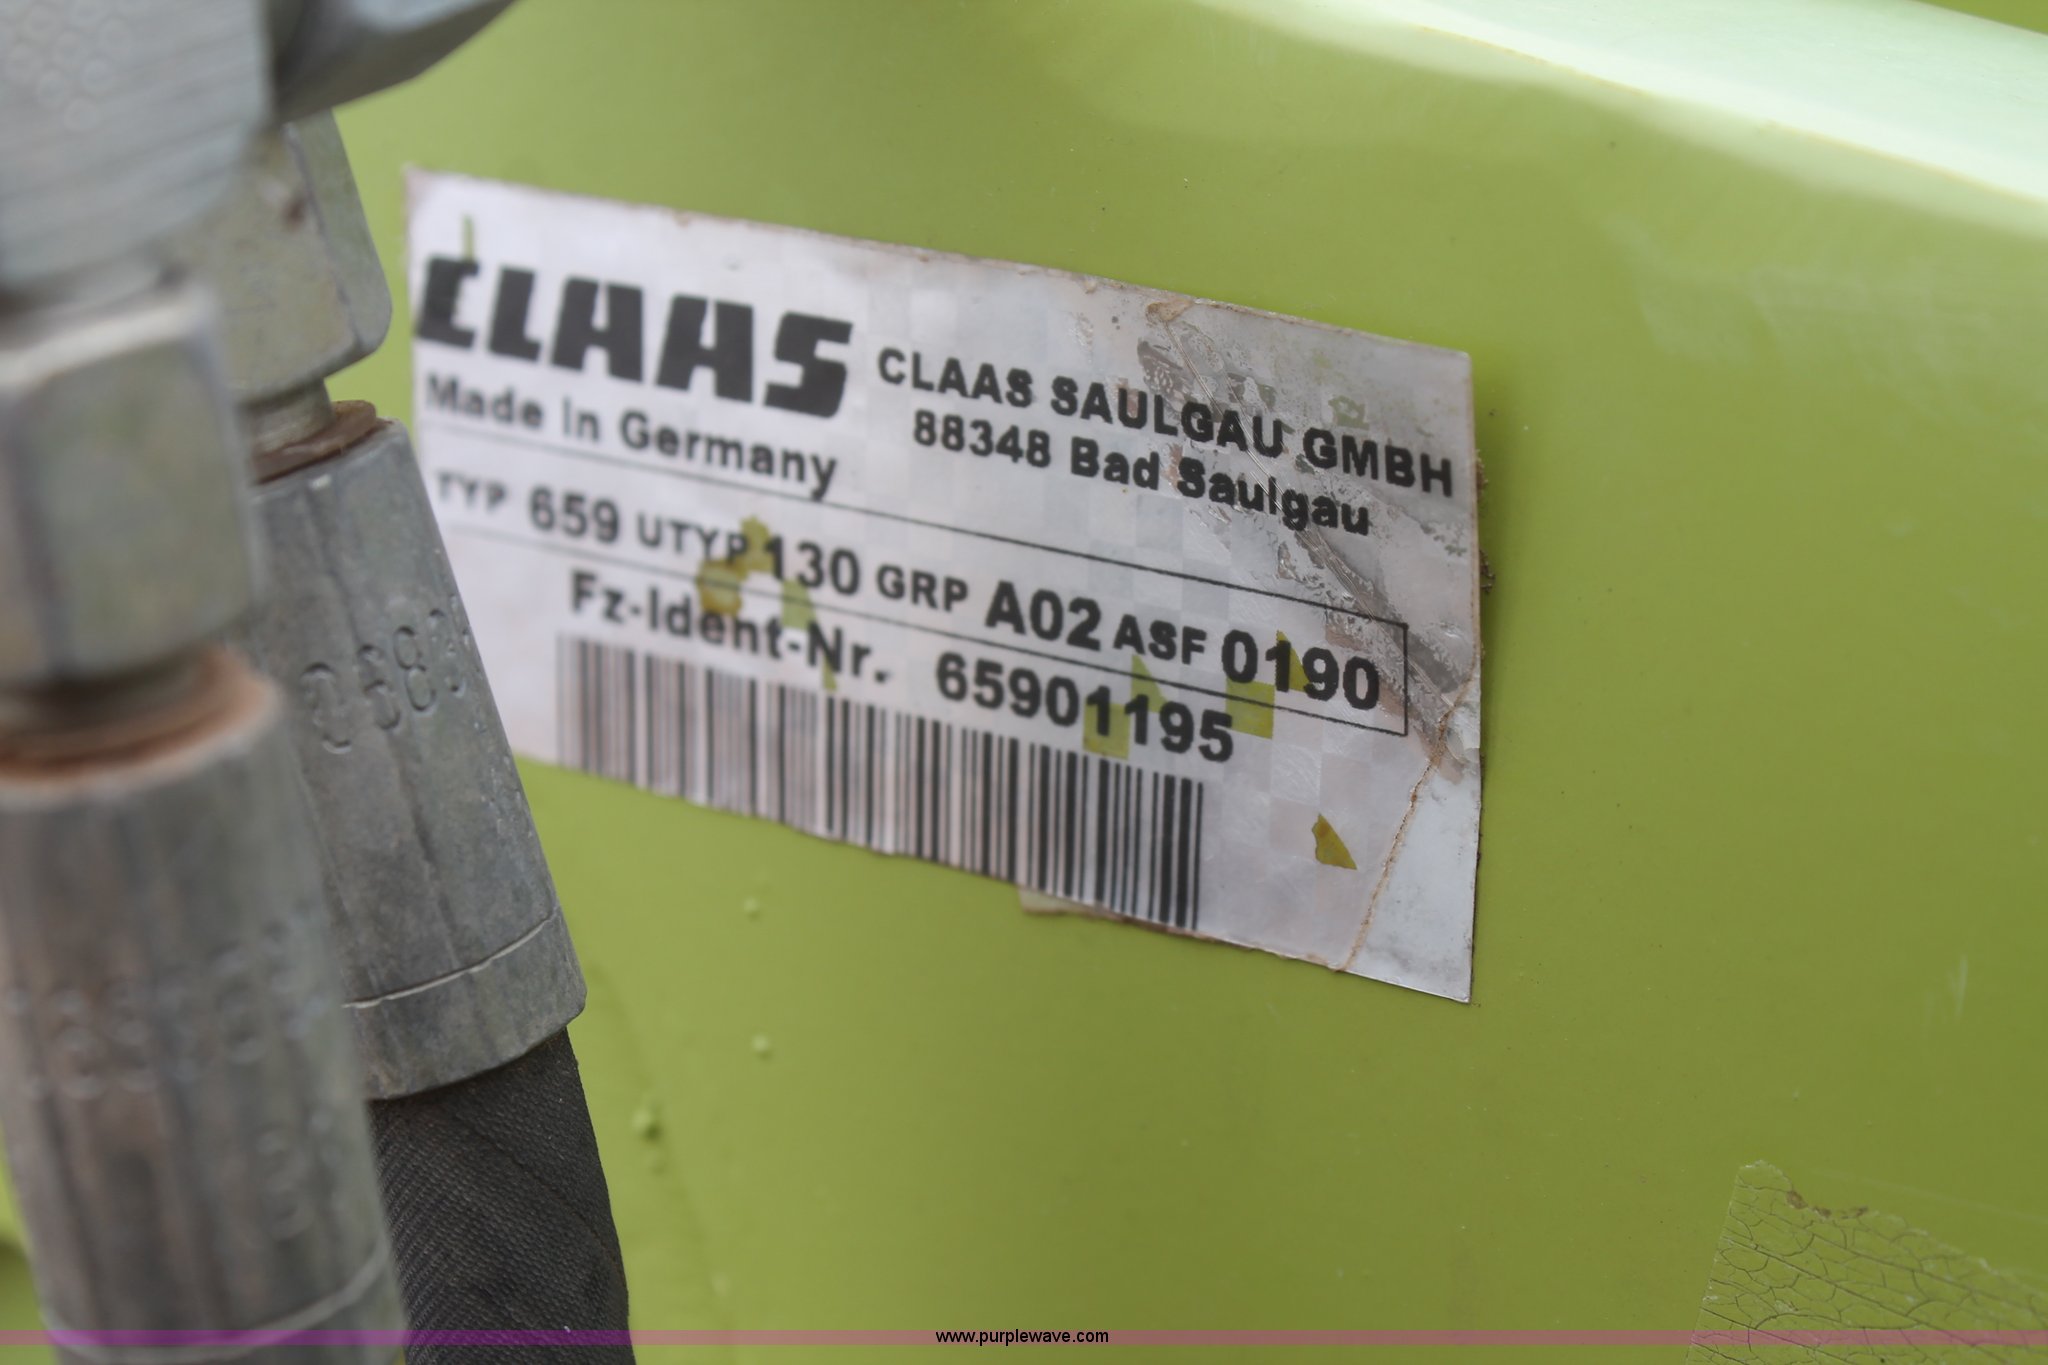 CLAAS
Made in Germany
CLAAS SAULGAU GMBH
88348 Bad Saulgau
TYP 659 UTYP 130 GRP A02 ASF 0190
Fz-Ident-Nr. 65901195
www.purplewave.com